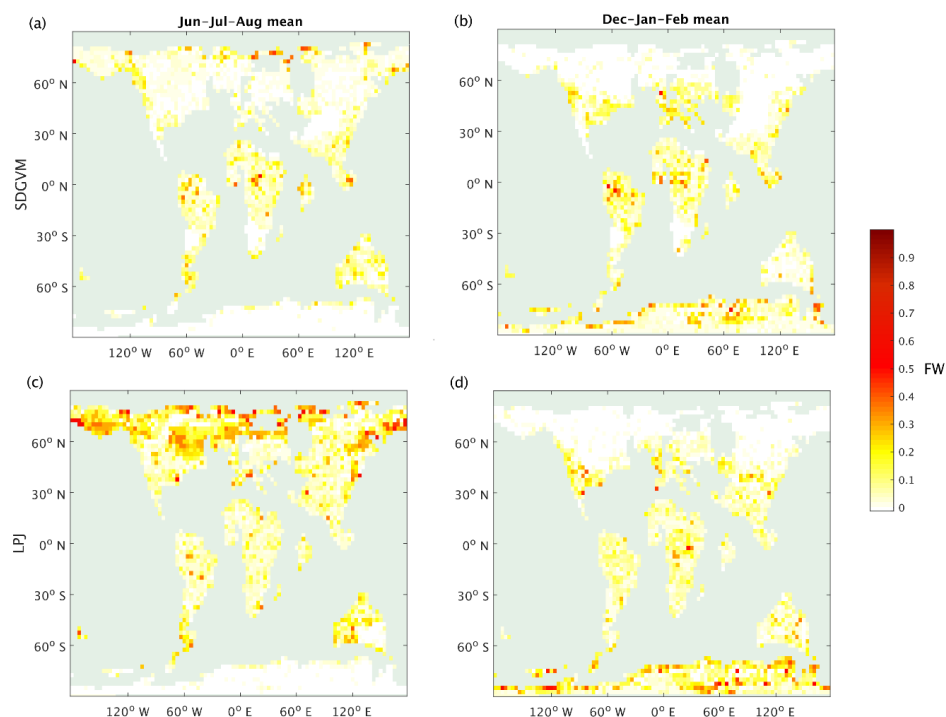 Jun-Jul-Aug mean
Dec-Jan-Feb mean
(a)
(b)
60° N
30° N
0° N
30° S
60° S
SDGVM
120° W
60° W
0° E
60° E
120° E
60° N
30° N
0° N
30° S
60° S
120° W
60° W
0° E
60° E
120° E
(c)
(d)
60° N
30° N
0° N
30° S
60° S
LPJ
120° W
60° W
0° E
60° E
120° E
60° N
30° N
0° N
30° S
60° S
120° W
60° W
0° E
60° E
120° E
0.9
0.8
0.7
0.6
0.5
0.4
0.3
0.2
0.1
0
FW